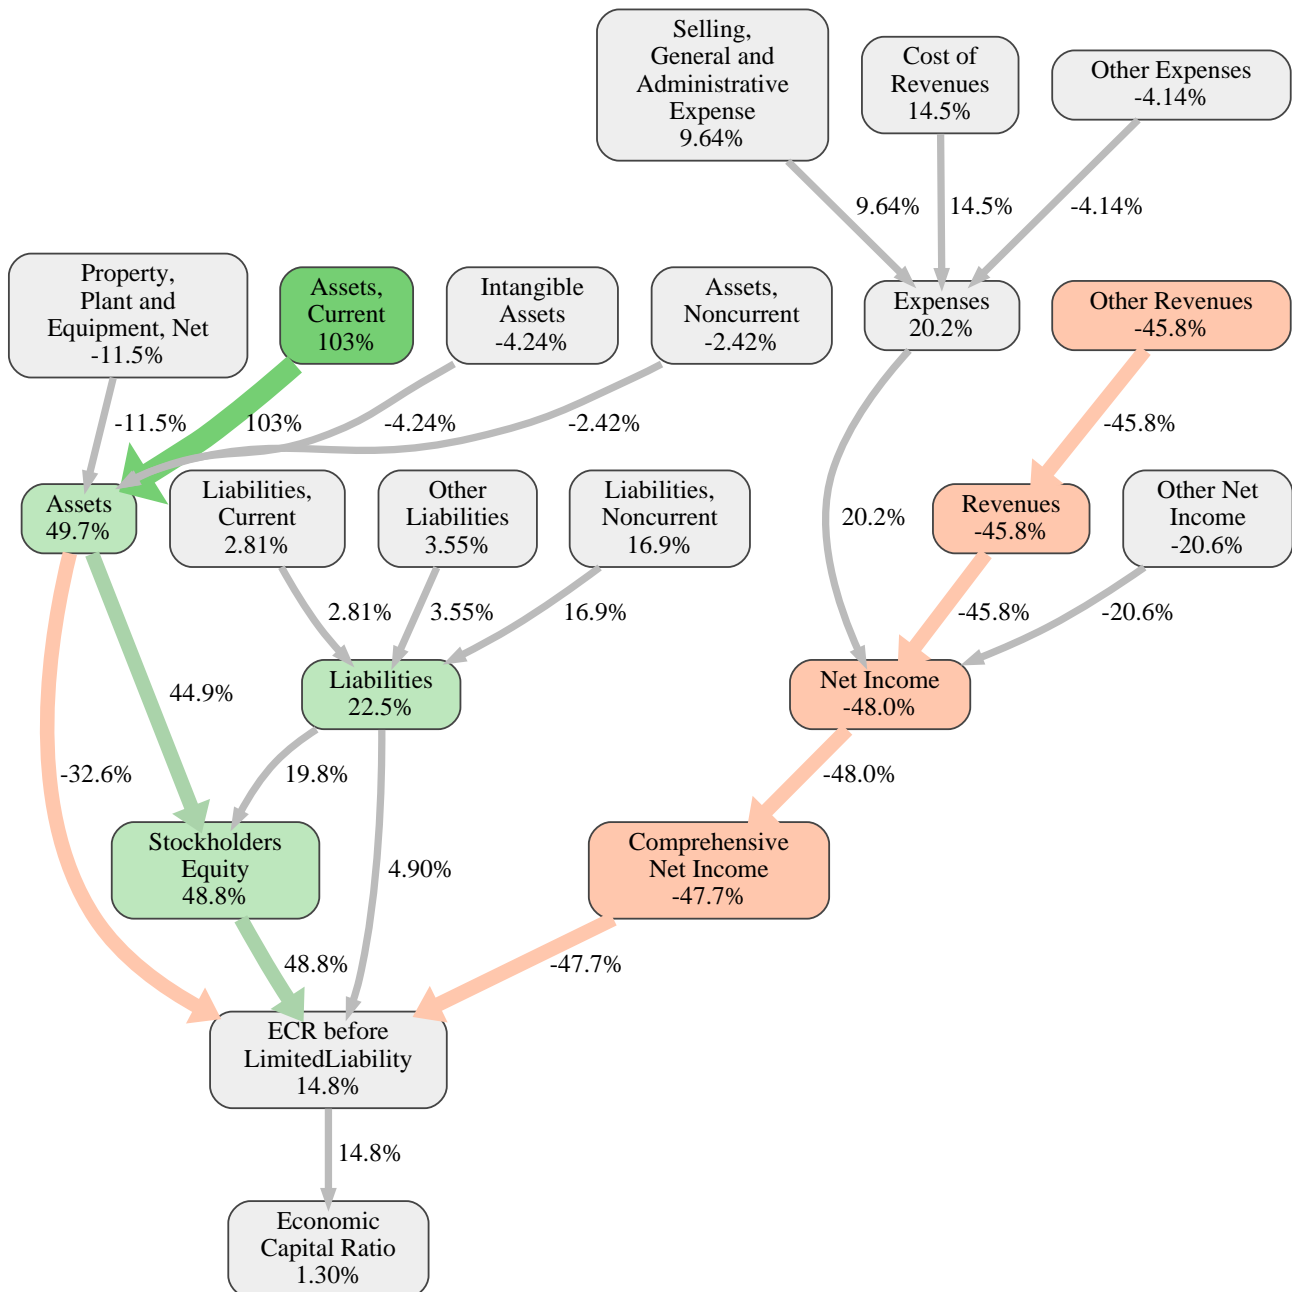 Selling,
General and
Administrative
Expense
9.64%
Cost of
Revenues
14.5%
Other Expenses
-4.14%
9.64%
14.5%
-4.14%
Property,
Plant and
Equipment, Net
-11.5%
Assets,
Current
103%
Intangible
Assets
-4.24%
Assets,
Noncurrent
-2.42%
Expenses
20.2%
Other Revenues
-45.8%
-11.5%
103%
-4.24%
-2.42%
-45.8%
Assets
49.7%
Liabilities,
Current
2.81%
Other
Liabilities
3.55%
Liabilities,
Noncurrent
16.9%
20.2%
Revenues
-45.8%
Other Net
Income
-20.6%
2.81%
3.55%
16.9%
-45.8%
-20.6%
44.9%
Liabilities
22.5%
Net Income
-48.0%
-32.6%
19.8%
-48.0%
Stockholders
Equity
48.8%
4.90%
Comprehensive
Net Income
-47.7%
48.8%
-47.7%
ECR before
LimitedLiability
14.8%
14.8%
Economic
Capital Ratio
1.30%